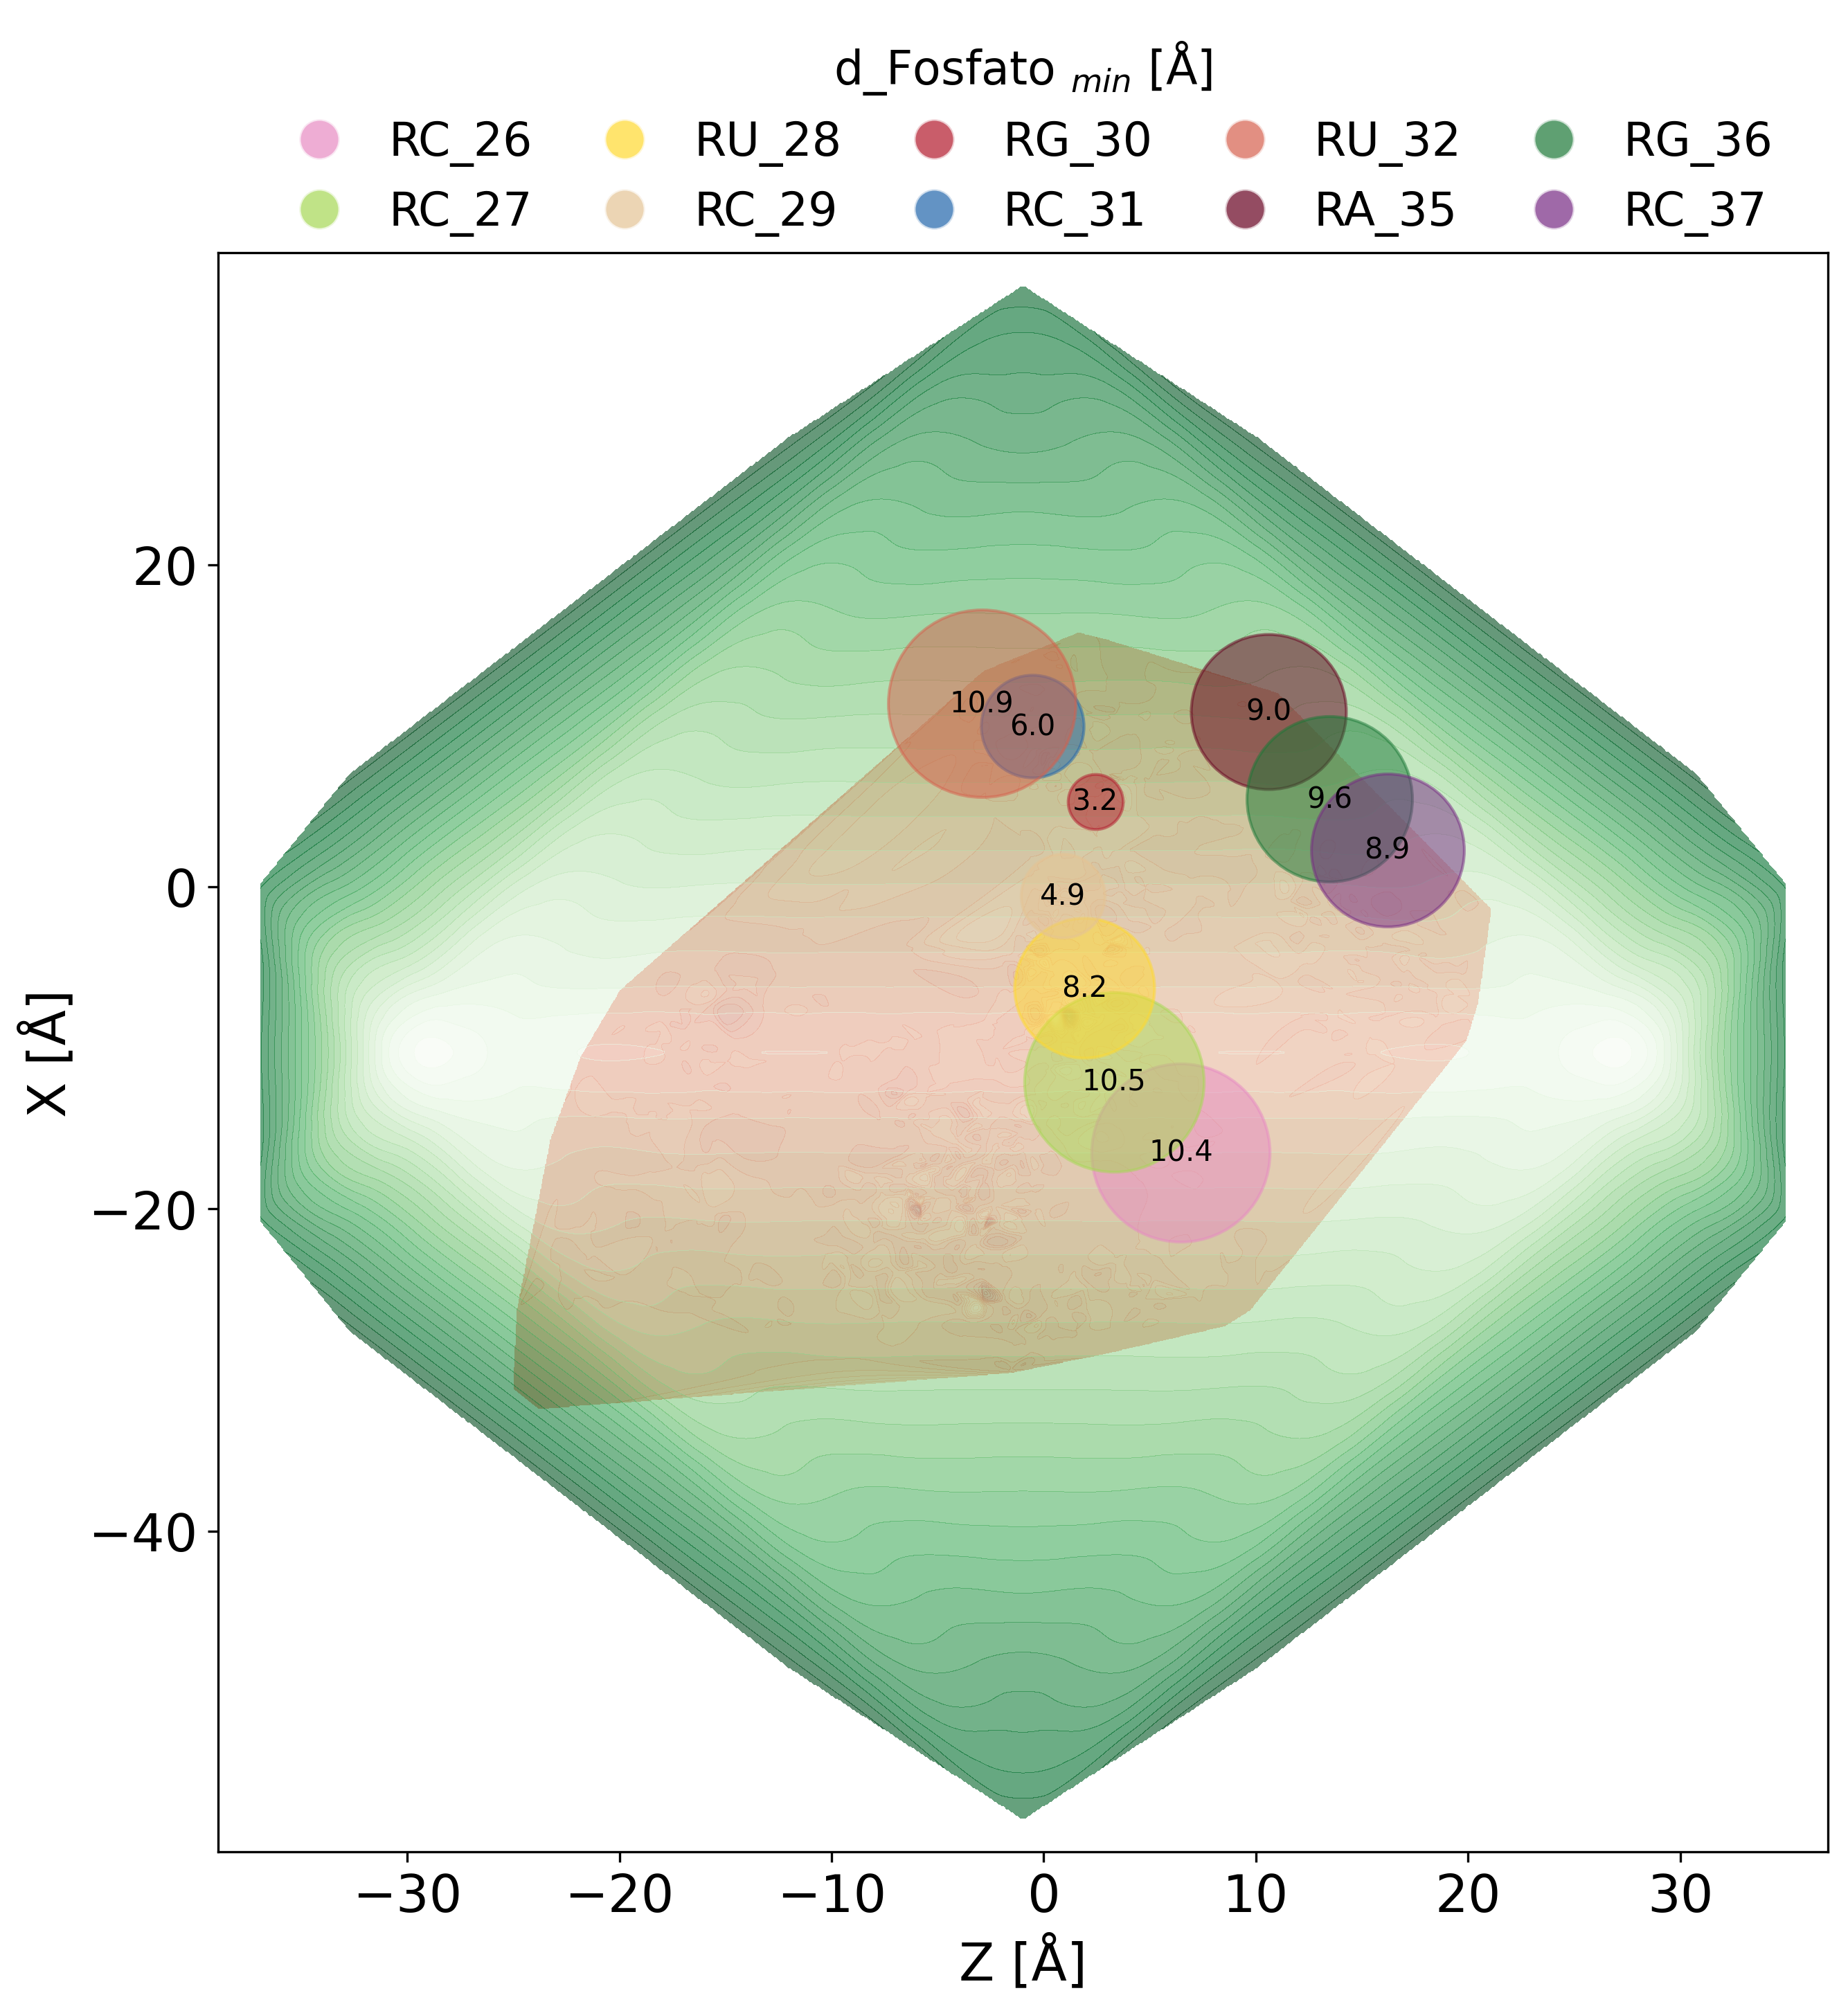 d_Fosfato min [Å]
RC_26 RU_28 RG_30 RU_32 RG_36
RC_27 RC_29 RC_31 RA_35 RC_37
20
0
−20
−40
X [Å]
10.9
6.0
9.0
3.2
9.6
8.9
4.9
8.2
10.5
10.4
−30 −20 −10 0 10 20 30
Z [Å]